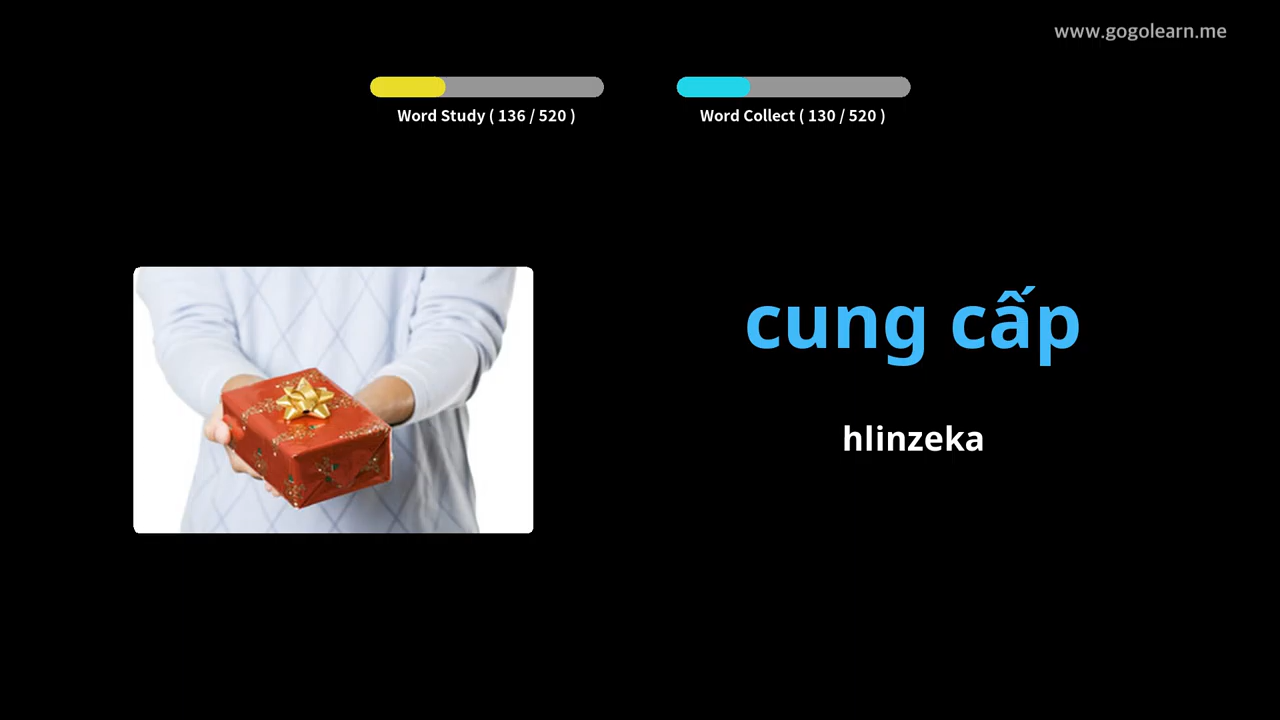 www.gogolearn.me
Word Study ( 136 / 520 )
Word Collect ( 130 / 520 )
cung cấp
hlinzeka